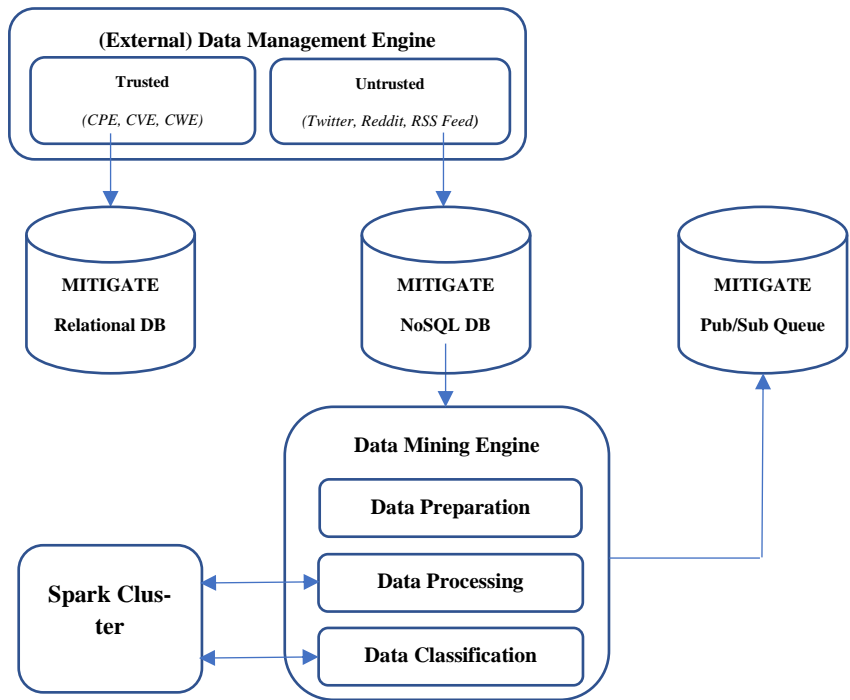 (External) Data Management Engine
Trusted
(CPE, CVE, CWE)
Untrusted
(Twitter, Reddit, RSS Feed)
MITIGATE
Relational DB
MITIGATE
NoSQL DB
MITIGATE
Pub/Sub Queue
Data Mining Engine
Data Preparation
Data Processing
Data Classification
Spark Clus-
ter